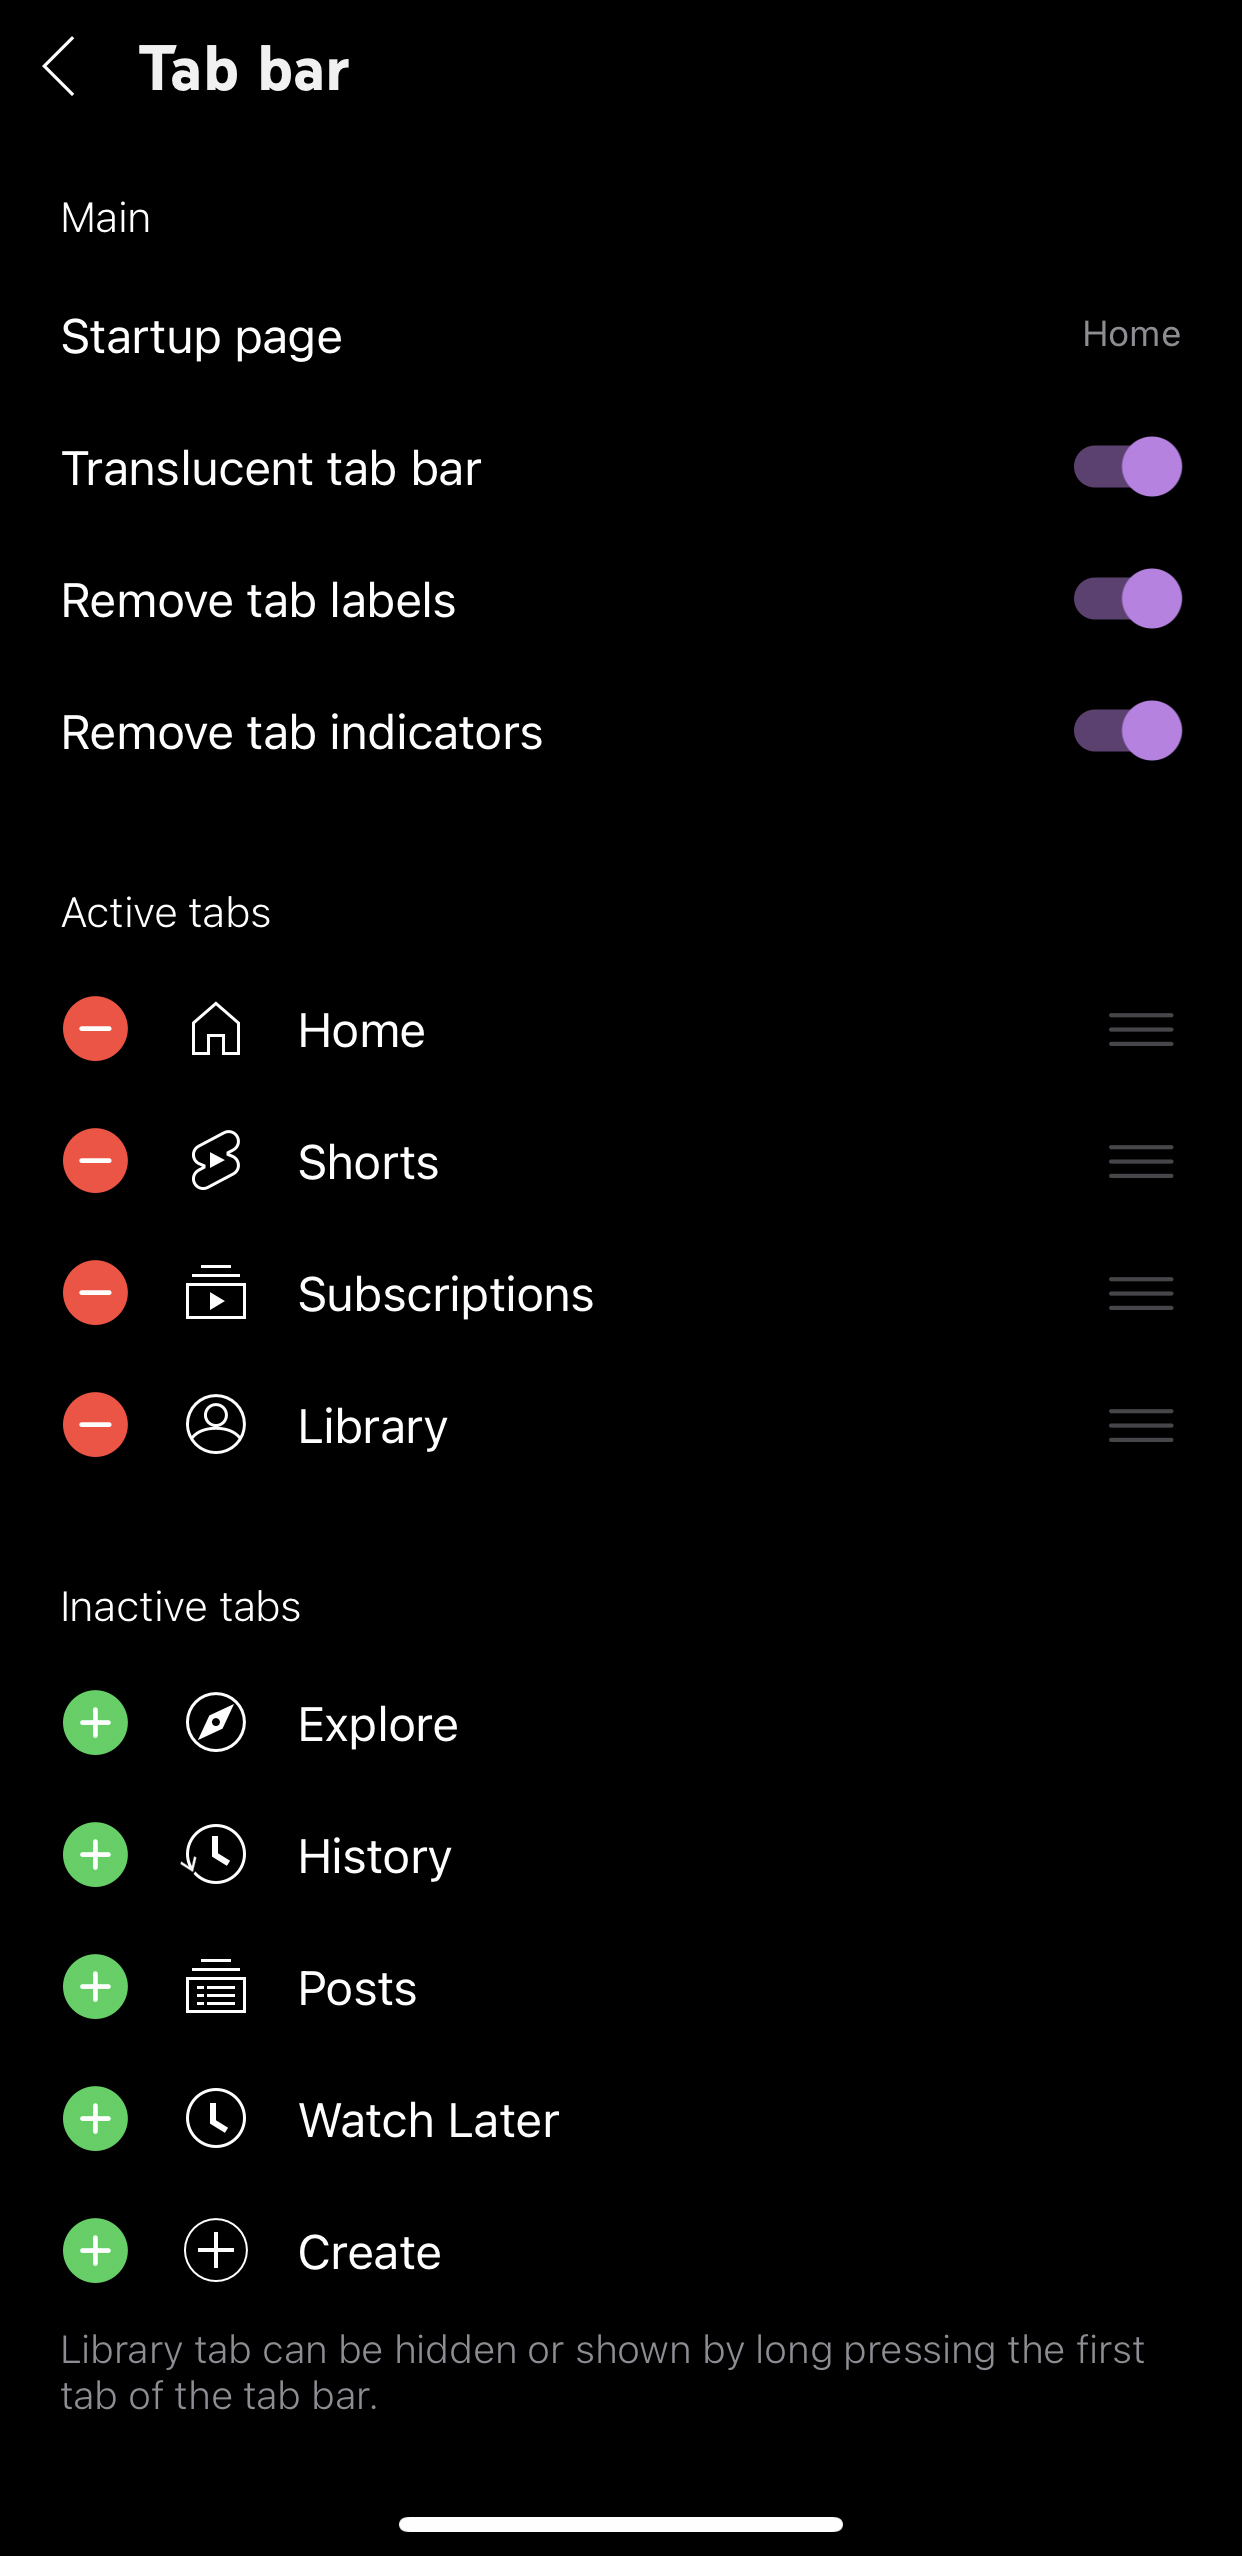 Tab bar
Main
Startup page
Home
Translucent tab bar
Remove tab labels
Remove tab indicators
Active tabs
Home
Shorts
Subscriptions
Library
Inactive tabs
Explore
History
Posts
Watch Later
Create
Library tab can be hidden or shown by long pressing the first
tab of the tab bar.